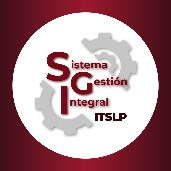 Sistema
Gestión
Integral
ITSLP